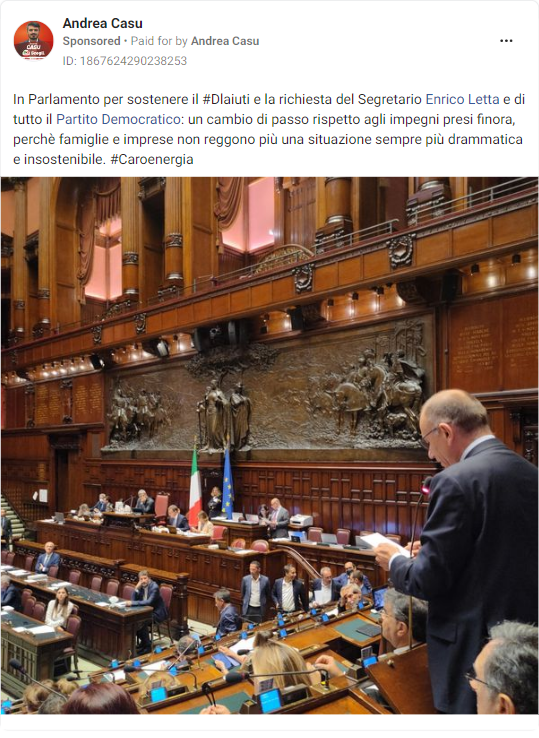 Andrea Casu
Sponsored • Paid for by Andrea Casu
ID: 1867624290238253
In Parlamento per sostenere il #Dlaiuti e la richiesta del Segretario Enrico Letta e di
tutto il Partito Democratico: un cambio di passo rispetto agli impegni presi finora,
perchè famiglie e imprese non reggono più una situazione sempre più drammatica
e insostenibile. #Caroenergia
CASU